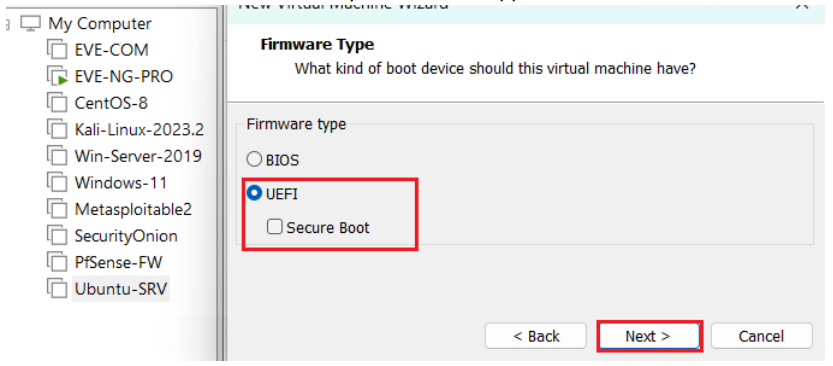 My Computer
EVE-COM
EVE-NG-PRO
CentOS-8
Kali-Linux-2023.2
Win-Server-2019
Windows-11
Metasploitable2
SecurityOnion
PfSense-FW
Ubuntu-SRV
New Virtual Machine Wizard
Firmware Type
What kind of boot device should this virtual machine have?
Firmware type
BIOS
UEFI
Secure Boot
< Back
Next >
Cancel